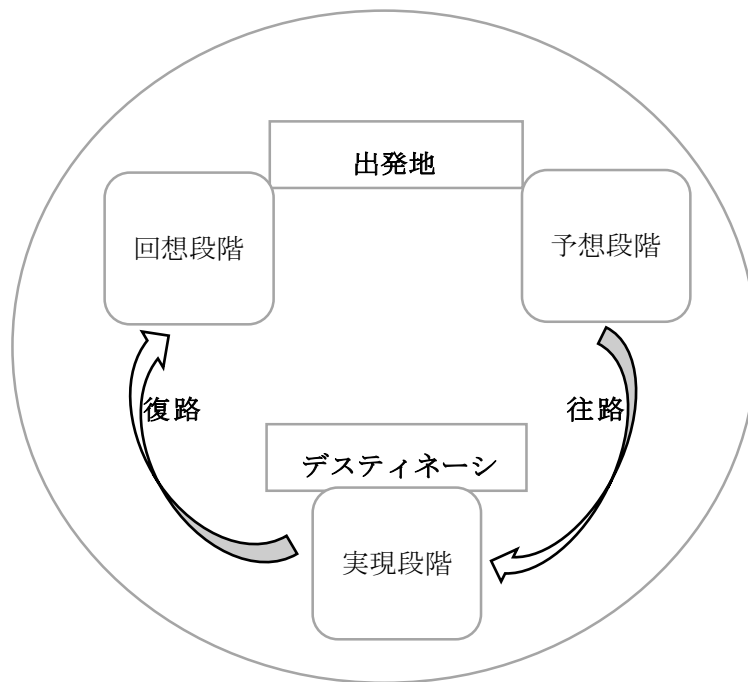 出発地
回想段階
予想段階
復路
往路
デスティネーシ
実現段階